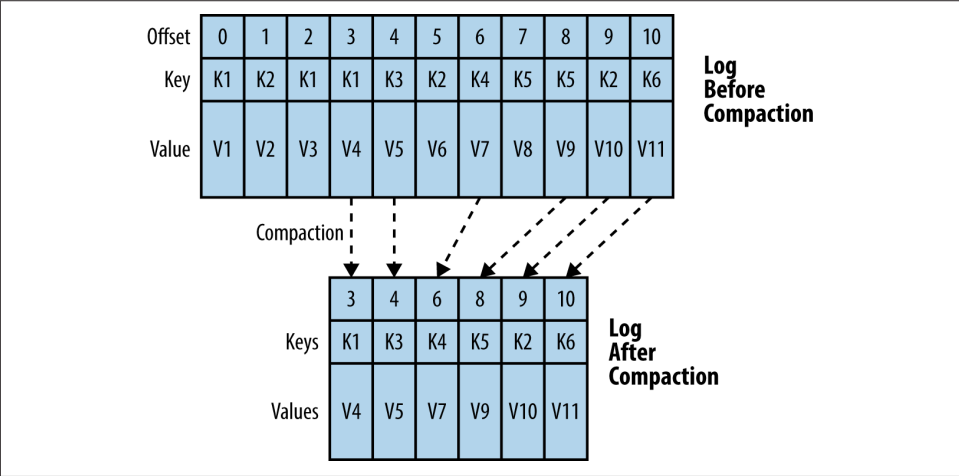 Offset 0 1 2 3 4 5 6 7 8 9 10
Key K1 K2 K1 K1 K3 K2 K4 K5 K5 K2 K6
Value V1 V2 V3 V4 V5 V6 V7 V8 V9 V10 V11
Log
Before
Compaction
Compaction
3 4 6 8 9 10
Keys K1 K3 K4 K5 K2 K6
Values V4 V5 V7 V9 V10 V11
Log
After
Compaction